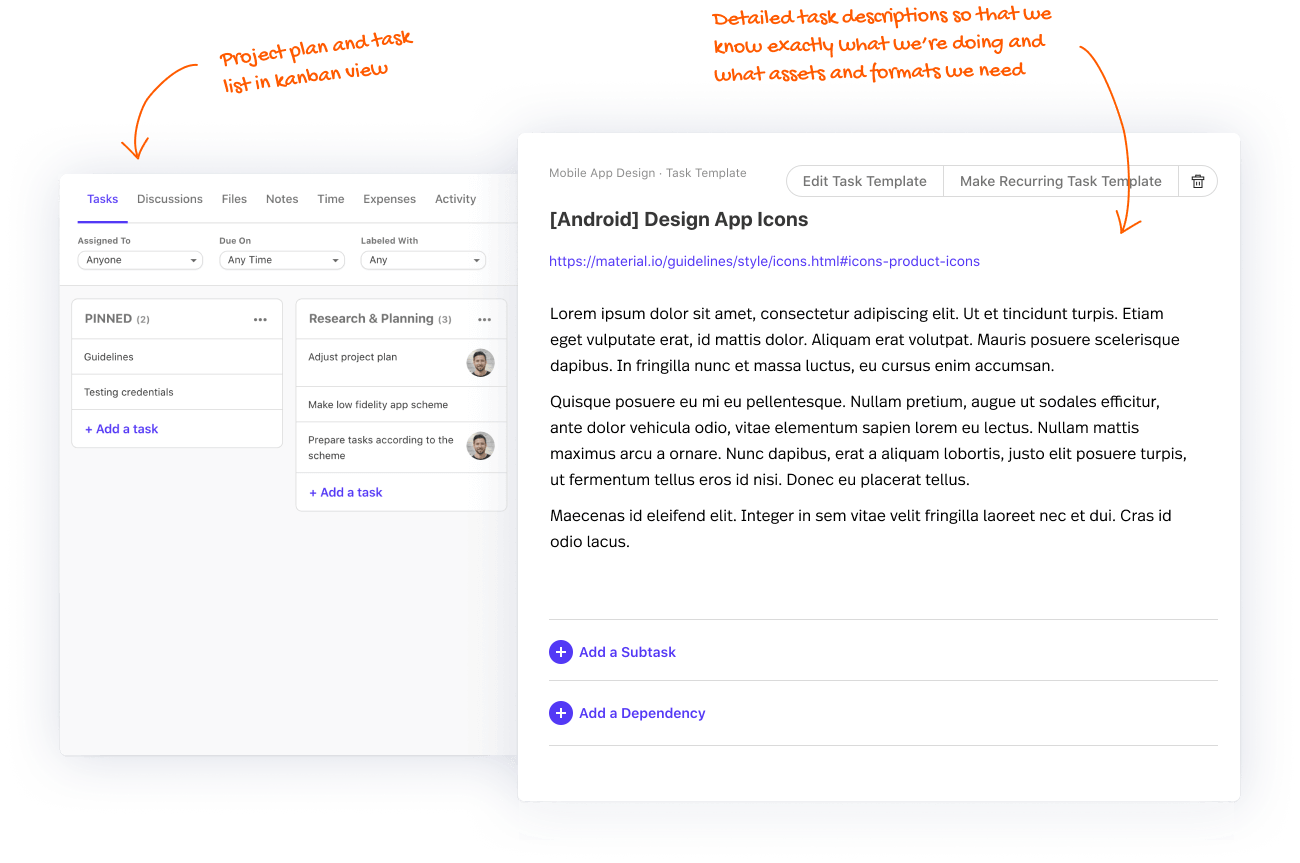 Project plan and task
list in kanban view
Detailed task descriptions so that we
know exactly what we're doing and
what assets and formats we need
Tasks Discussions Files Notes Time Expenses Activity
Assigned To Due On Labeled With
Anyone Any Time Any
PINNED (2)
Guidelines
Testing credentials
+ Add a task
Research & Planning (3)
Adjust project plan
Make low fidelity app scheme
Prepare tasks according to the
scheme
+ Add a task
Mobile App Design · Task Template
Edit Task Template Make Recurring Task Template
[Android] Design App Icons
https://material.io/guidelines/style/icons.html#icons-product-icons
Lorem ipsum dolor sit amet, consectetur adipiscing elit. Ut et tincidunt turpis. Etiam
eget vulputate erat, id mattis dolor. Aliquam erat volutpat. Mauris posuere scelerisque
dapibus. In fringilla nunc et massa luctus, eu cursus enim accumsan.
Quisque posuere eu mi eu pellentesque. Nullam pretium, augue ut sodales efficitur,
ante dolor vehicula odio, vitae elementum sapien lorem eu lectus. Nullam mattis
maximus arcu a ornare. Nunc dapibus, erat a aliquam lobortis, justo elit posuere turpis,
ut fermentum tellus eros id nisi. Donec eu placerat tellus.
Maecenas id eleifend elit. Integer in sem vitae velit fringilla laoreet nec et dui. Cras id
odio lacus.
Add a Subtask
Add a Dependency